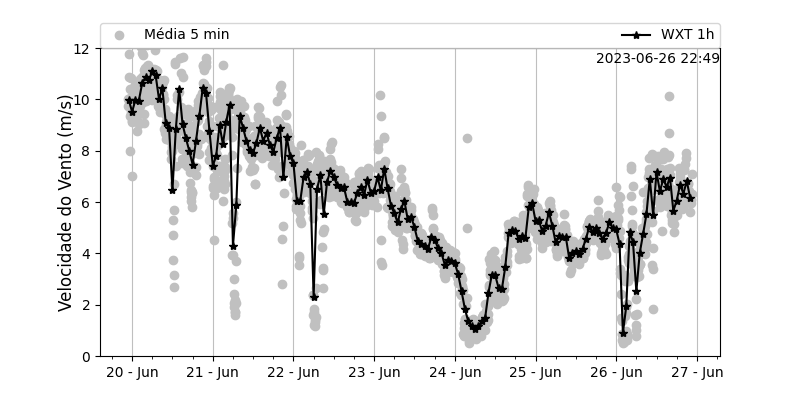 Média 5 min
WXT 1h
2023-06-26 22:49
Velocidade do Vento (m/s)
12
10
8
6
4
2
0
20 - Jun
21 - Jun
22 - Jun
23 - Jun
24 - Jun
25 - Jun
26 - Jun
27 - Jun